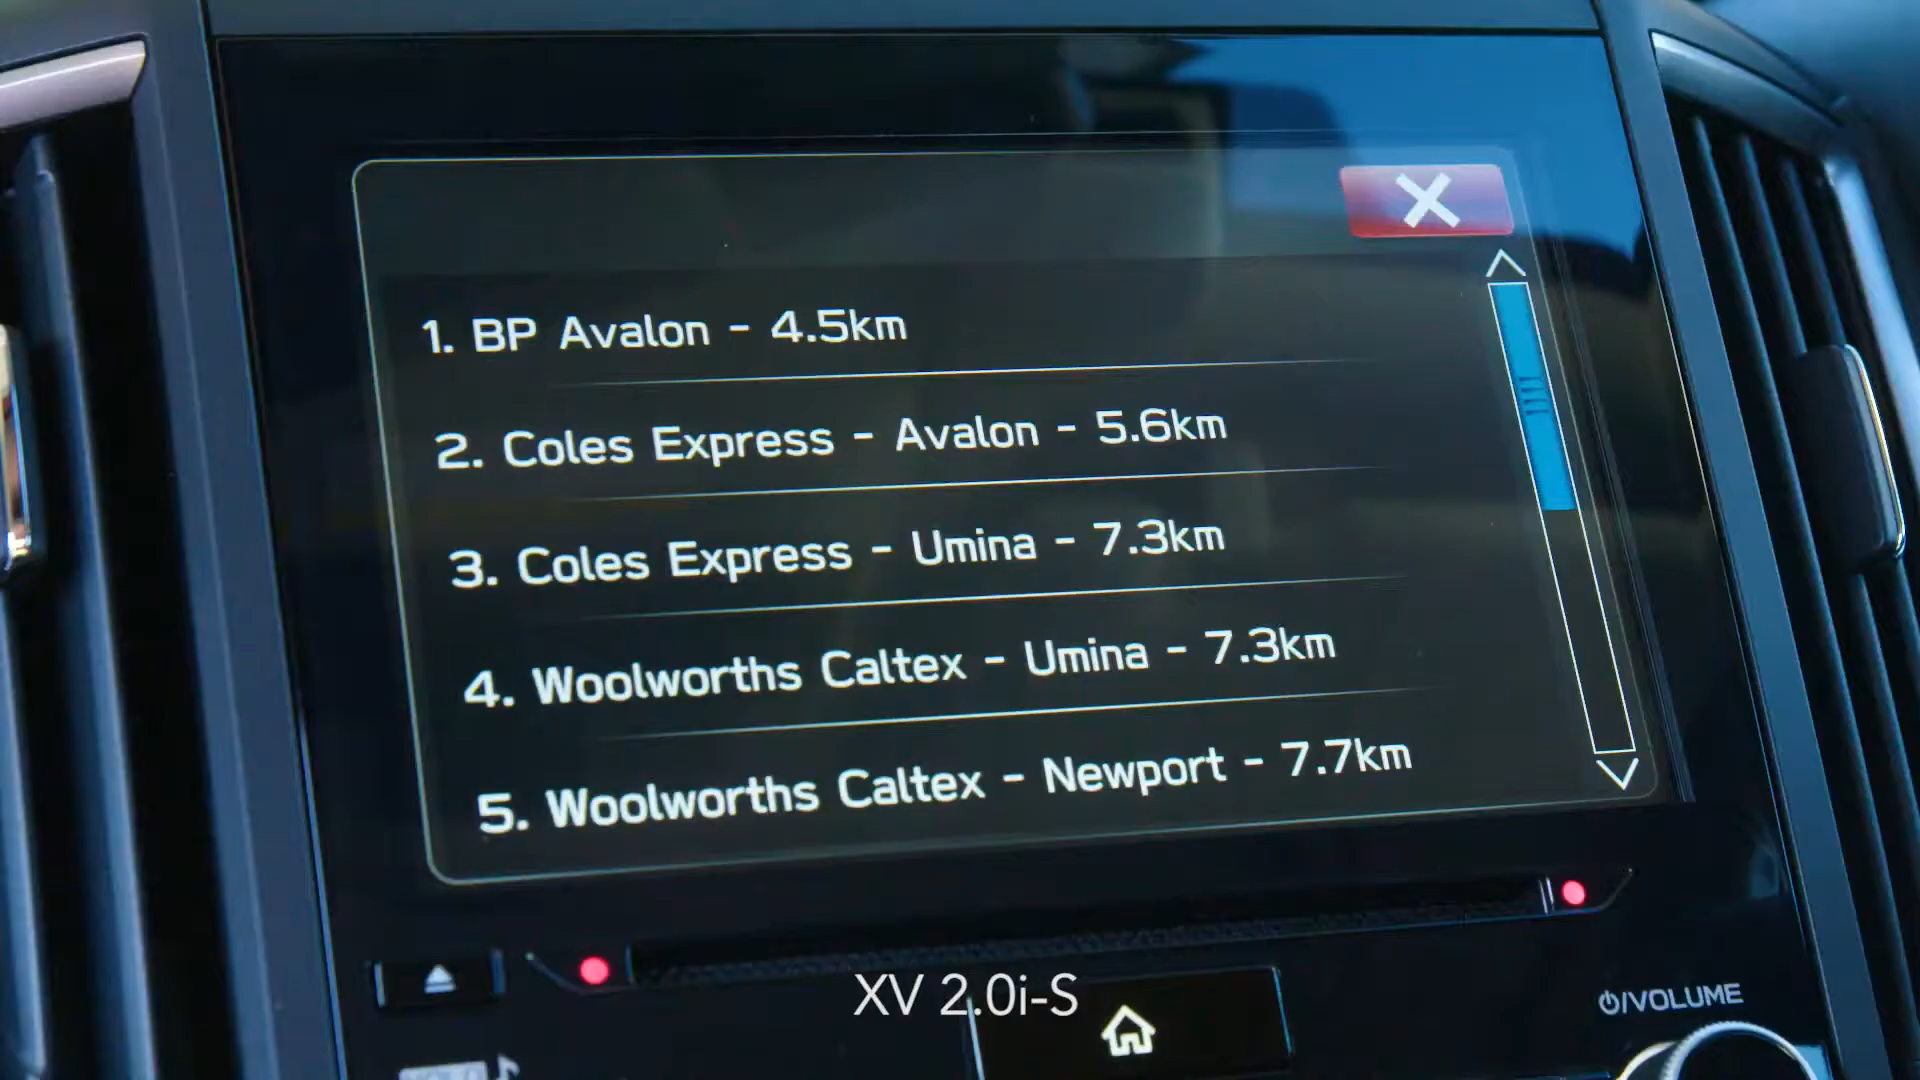 1. BP Avalon - 4.5km
2. Coles Express - Avalon - 5.6km
3. Coles Express - Umina - 7.3km
4. Woolworths Caltex - Umina - 7.3km
5. Woolworths Caltex - Newport - 7.7km
XV 2.0i-S
/VOLUME